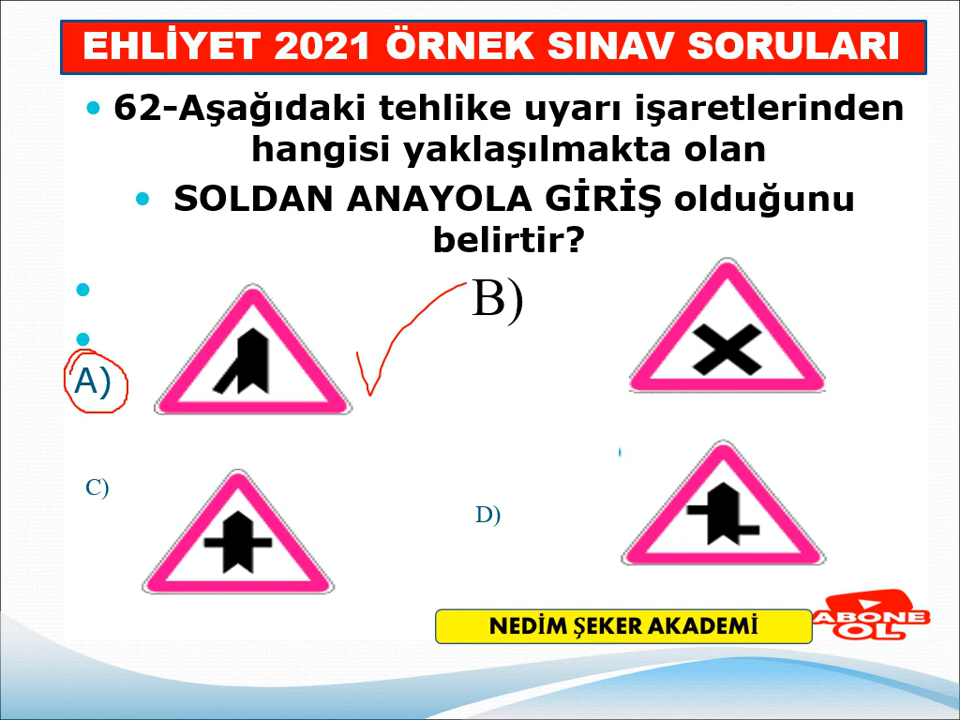 EHLİYET 2021 ÖRNEK SINAV SORULARI
62-Aşağıdaki tehlike uyarı işaretlerinden
hangisi yaklaşılmakta olan
SOLDAN ANAYOLA GİRİŞ olduğunu
belirtir?
B)
A)
C)
D)
NEDİM ŞEKER AKADEMİ
ABONE
OL